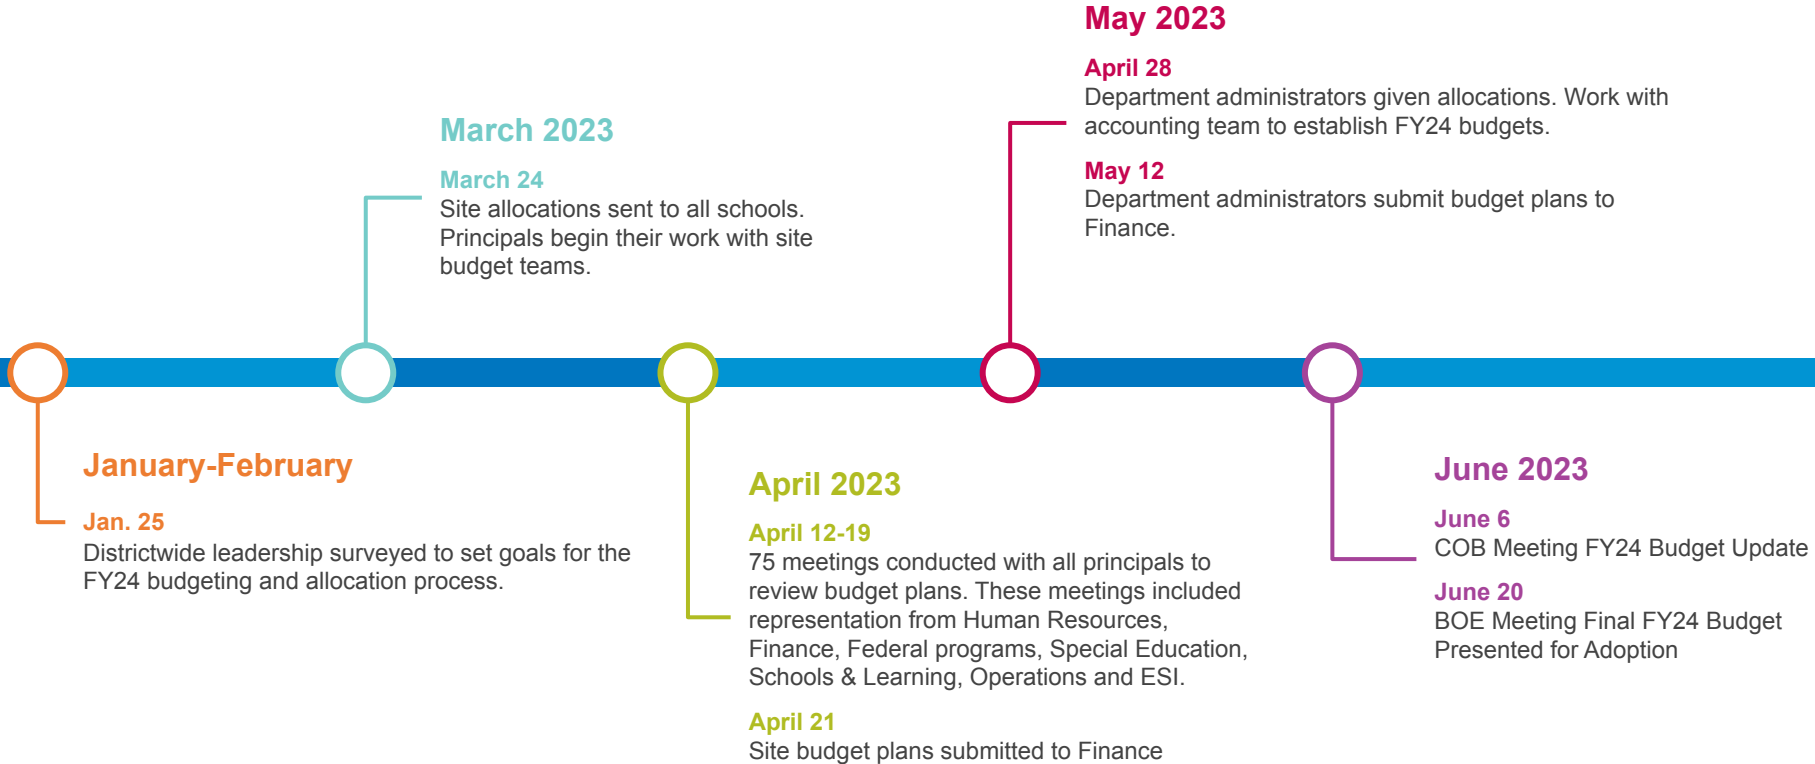 January-February
Jan. 25
Districtwide leadership surveyed to set goals for the
FY24 budgeting and allocation process.
March 2023
March 24
Site allocations sent to all schools.
Principals begin their work with site
budget teams.
April 2023
April 12-19
75 meetings conducted with all principals to
review budget plans. These meetings included
representation from Human Resources,
Finance, Federal programs, Special Education,
Schools & Learning, Operations and ESI.
April 21
Site budget plans submitted to Finance
May 2023
April 28
Department administrators given allocations. Work with
accounting team to establish FY24 budgets.
May 12
Department administrators submit budget plans to
Finance.
June 2023
June 6
COB Meeting FY24 Budget Update
June 20
BOE Meeting Final FY24 Budget
Presented for Adoption